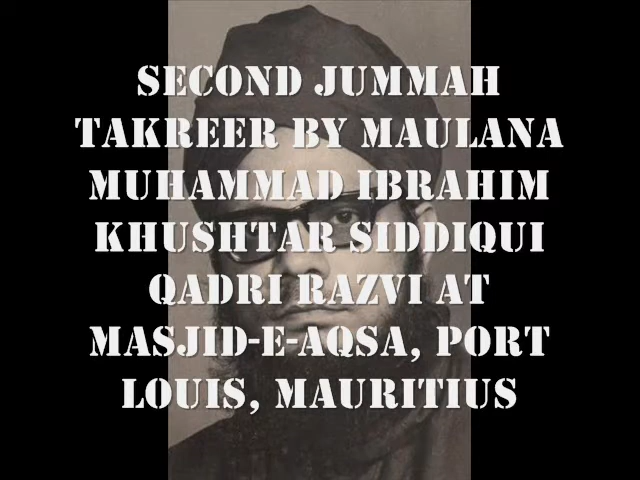 SECOND JUMMAH
TAKREER BY MAULANA
MUHAMMAD IBRAHIM
KHUSHTAR SIDDIQUI
QADRI RAZVI AT
MASJID-E-AQSA, PORT
LOUIS, MAURITIUS